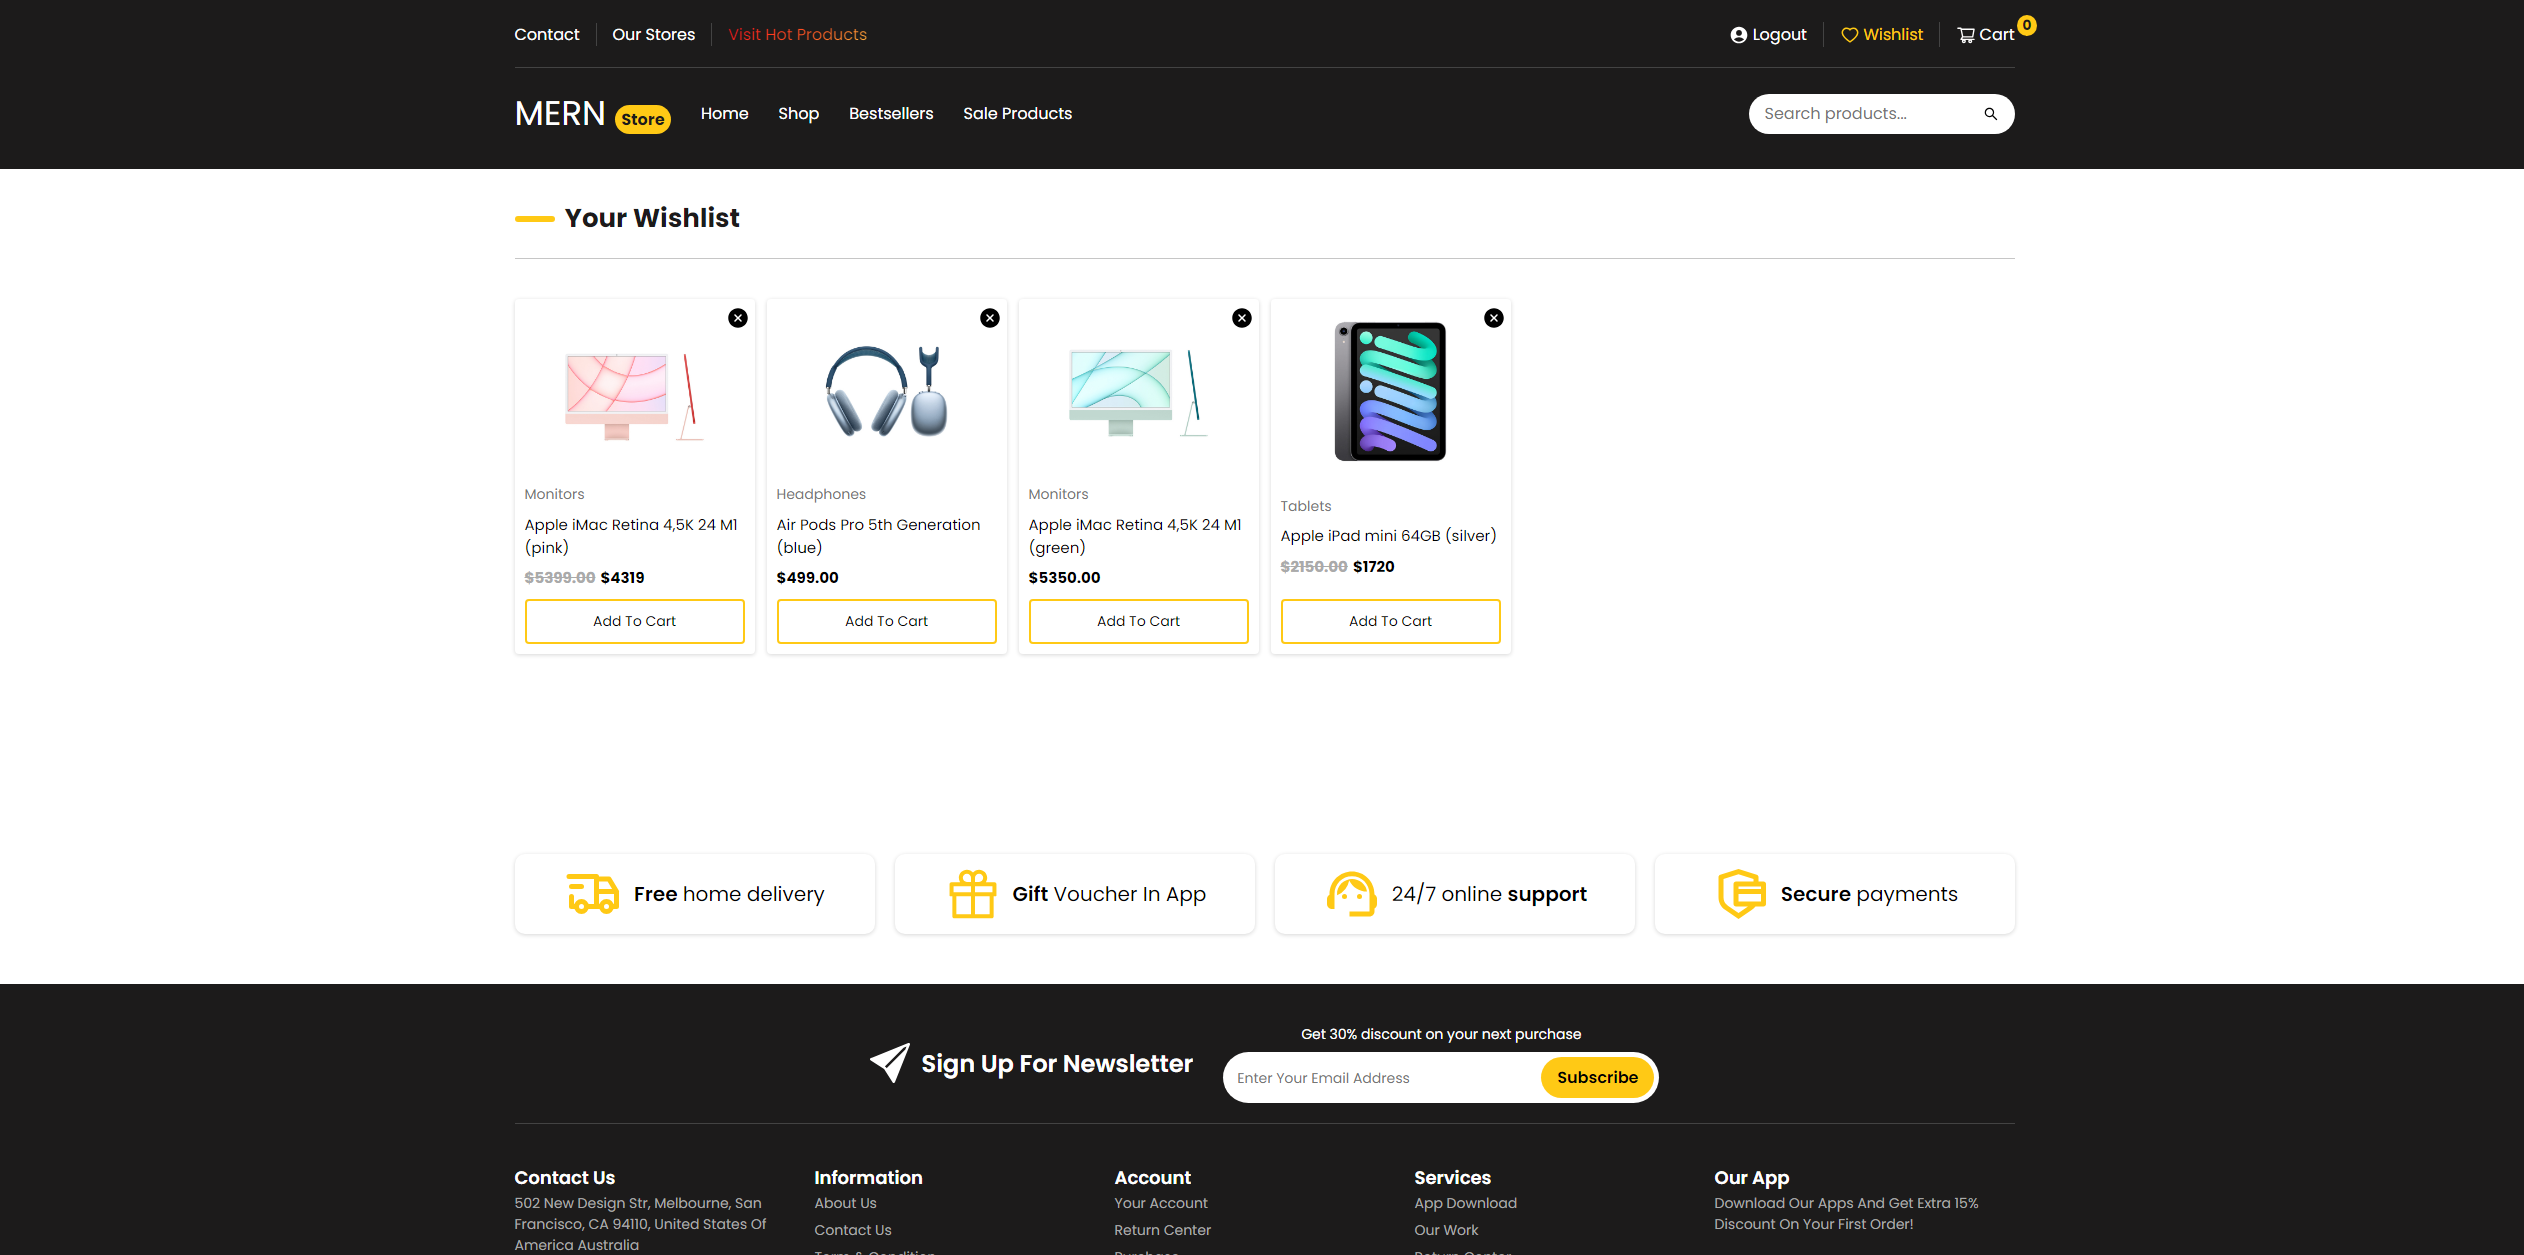 Contact
Our Stores
Visit Hot Products
Logout
Wishlist
Cart
0
MERN Store
Home
Shop
Bestsellers
Sale Products
Search products...
Your Wishlist
Monitors
Apple iMac Retina 4,5K 24 M1
(pink)
$5399.00 $4319
Add To Cart
Headphones
Air Pods Pro 5th Generation
(blue)
$499.00
Add To Cart
Monitors
Apple iMac Retina 4,5K 24 M1
(green)
$5350.00
Add To Cart
Tablets
Apple iPad mini 64GB (silver)
$2150.00 $1720
Add To Cart
Free home delivery
Gift Voucher In App
24/7 online support
Secure payments
Sign Up For Newsletter
Get 30% discount on your next purchase
Enter Your Email Address
Subscribe
Contact Us
502 New Design Str, Melbourne, San
Francisco, CA 94110, United States Of
America Australia
Information
About Us
Contact Us
Term & Condition
Account
Your Account
Return Center
Purchase
Services
App Download
Our Work
Return Center
Our App
Download Our Apps And Get Extra 15%
Discount On Your First Order!